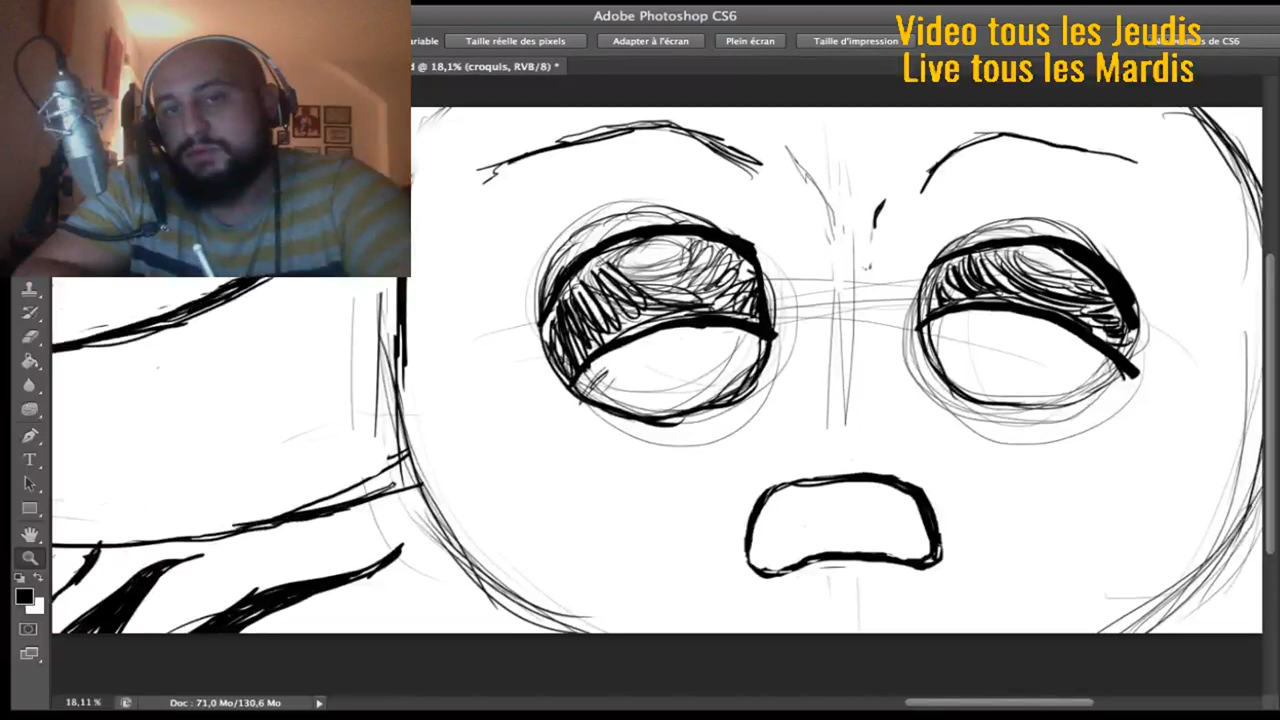 Adobe Photoshop CS6
Video tous les Jeudis
Live tous les Mardis
Taille réelle des pixels
Adapter à l'écran
Plein écran
Taille d'impression
de CS6
@ 18,1% (croquis, RVB/8) *
T
18,11%
Doc : 71,0 Mo/130,6 Mo